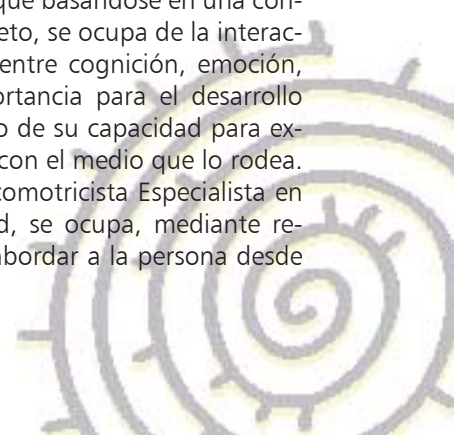 que basándose en una con-
eto, se ocupa de la interac-
entre cognición, emoción,
ortancia para el desarrollo
o de su capacidad para ex-
con el medio que lo rodea.
comotricista Especialista en
d, se ocupa, mediante re-
abordar a la persona desde